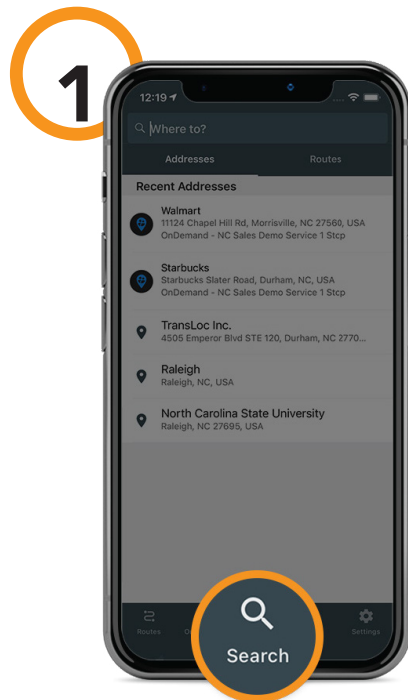 1
12:19
Where to?
Addresses Routes
Recent Addresses
Walmart
11124 Chapel Hill Rd, Morrisville, NC 27560, USA
OnDemand - NC Sales Demo Service 1 Stcp
Starbucks
Starbucks Slater Road, Durham, NC, USA
OnDemand - NC Sales Demo Service 1 Stcp
TransLoc Inc.
4505 Emperor Blvd STE 120, Durham, NC 2770...
Raleigh
Raleigh, NC, USA
North Carolina State University
Raleigh, NC 27695, USA
Routes Settings
Search